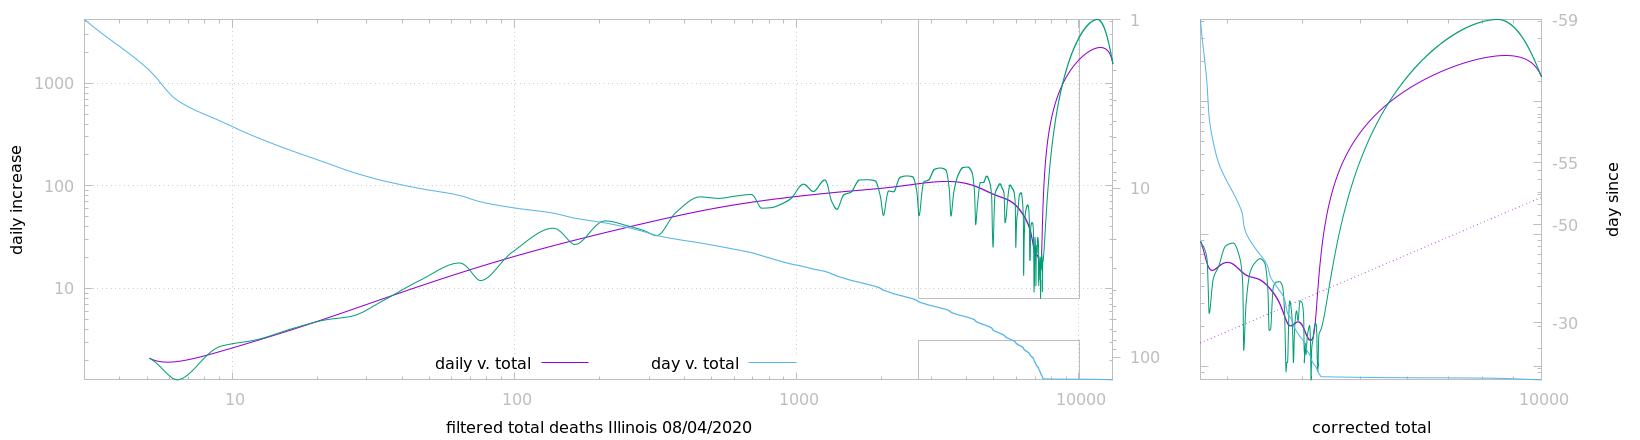 1000
100
10
daily increase
1
10
100
daily v. total
day v. total
10
100
1000
10000
filtered total deaths Illinois 08/04/2020
-59
-55
-50
-30
day since
10000
corrected total